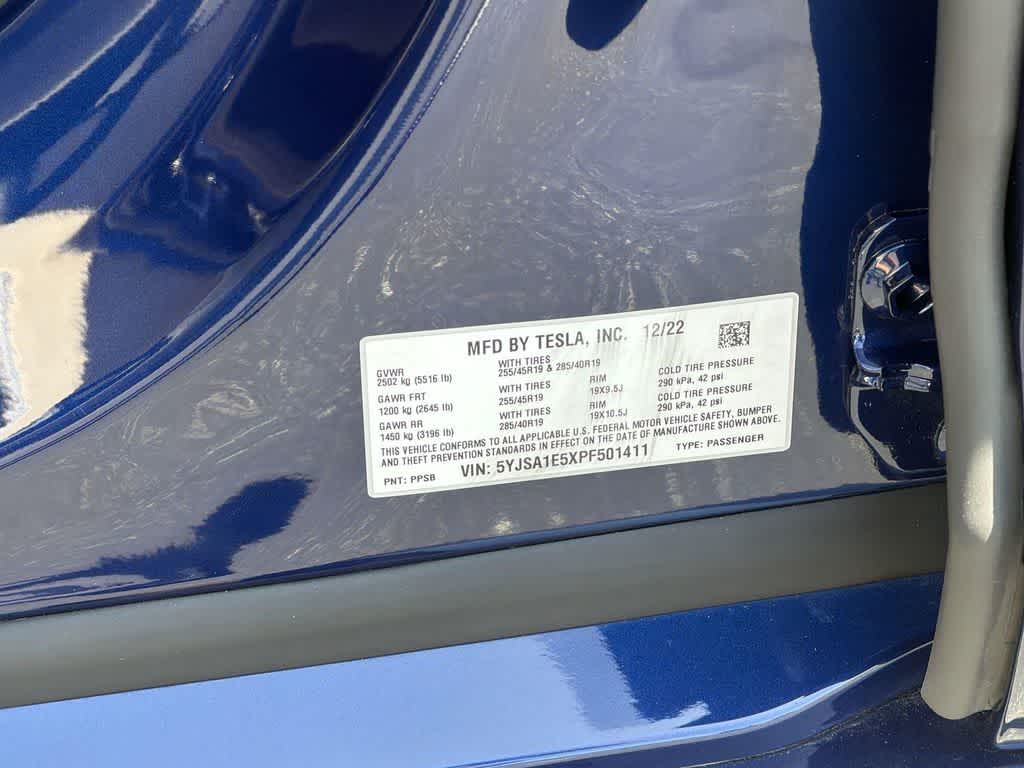 MFD BY TESLA, INC. 12/22
GVWR
2502 kg (5516 lb)
WITH TIRES
255/45R19 & 285/40R19
COLD TIRE PRESSURE
290 kPa, 42 psi
GAWR FRT
1200 kg (2645 lb)
WITH TIRES
255/45R19
RIM
19X9.5J
COLD TIRE PRESSURE
290 kPa, 42 psi
GAWR RR
1450 kg (3196 lb)
WITH TIRES
285/40R19
RIM
19X10.5J
THIS VEHICLE CONFORMS TO ALL APPLICABLE U.S. FEDERAL MOTOR VEHICLE SAFETY, BUMPER
AND THEFT PREVENTION STANDARDS IN EFFECT ON THE DATE OF MANUFACTURE SHOWN ABOVE.
PNT: PPSB
VIN: 5YJSA1E5XPF501411
TYPE: PASSENGER